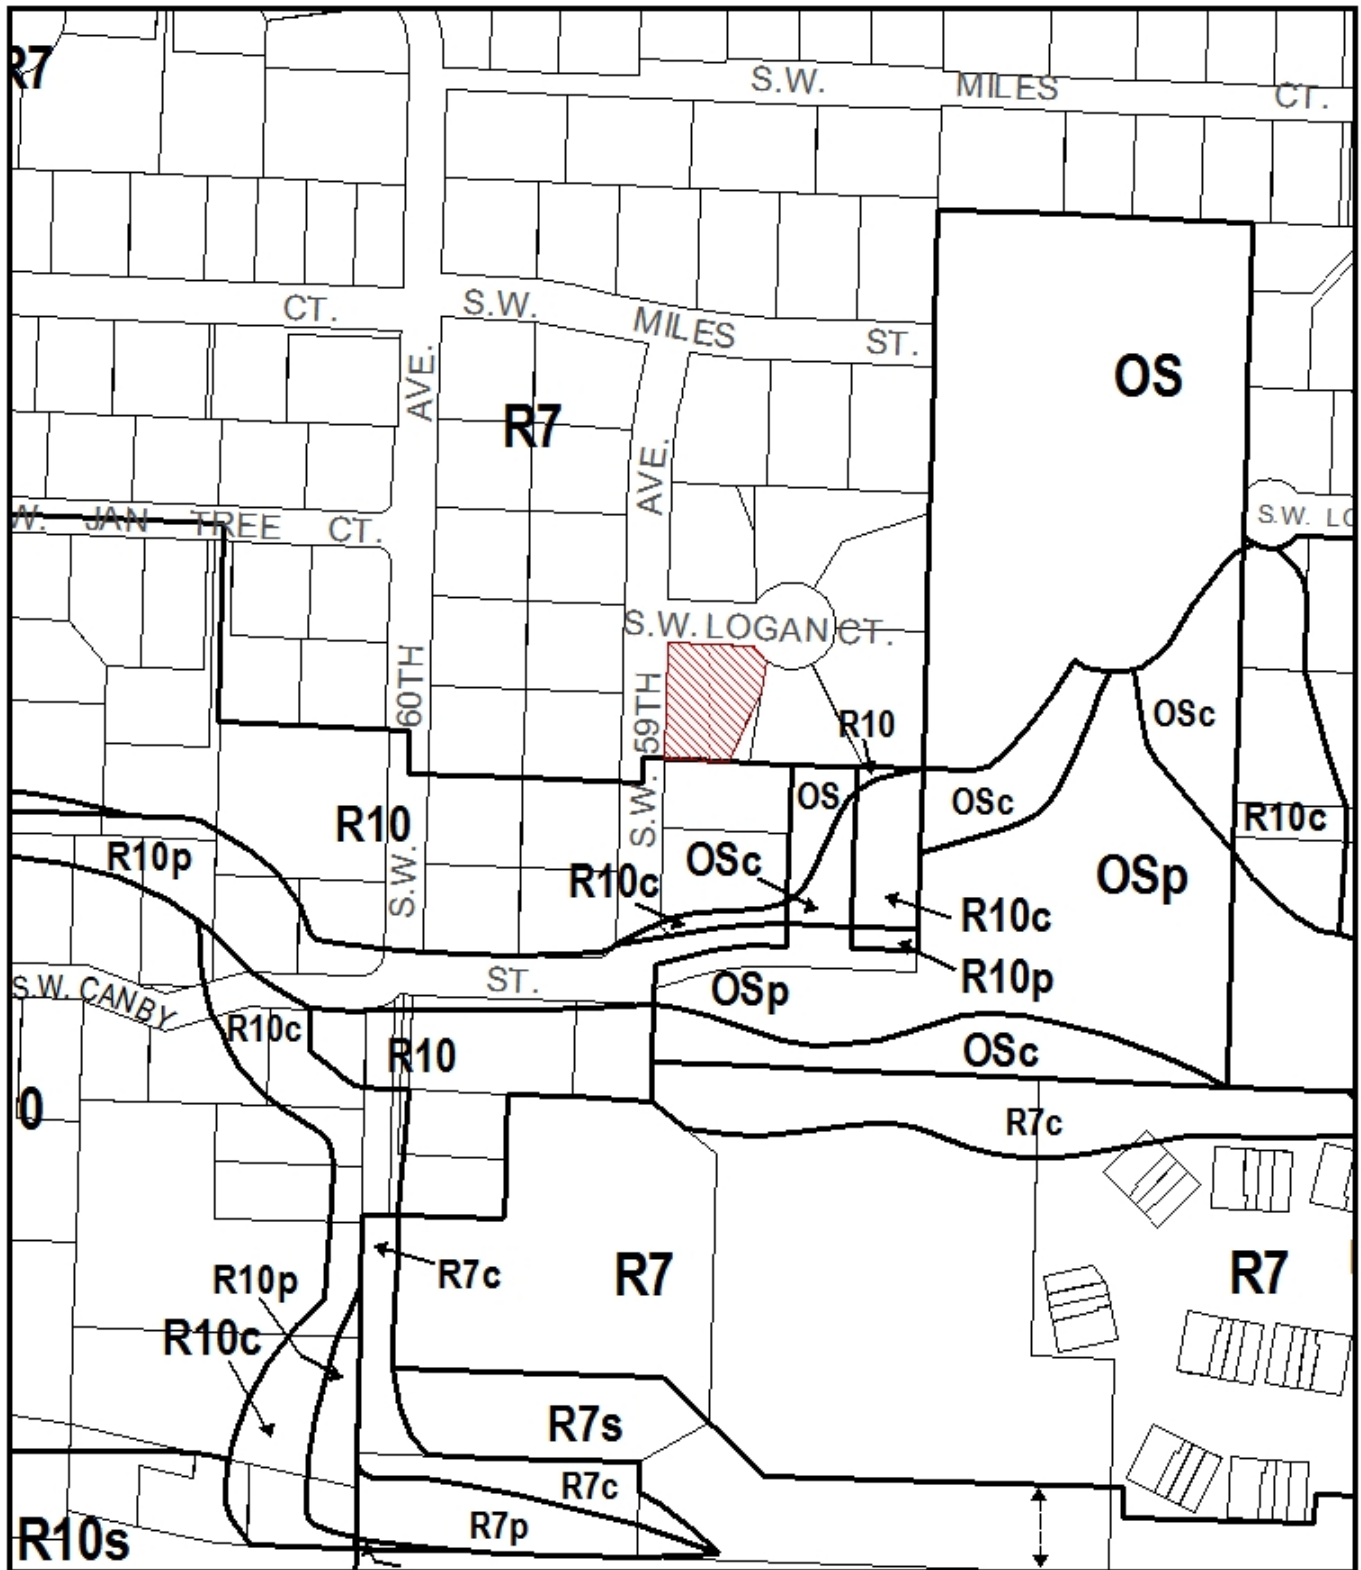 R7
S.W. MILES CT.
CT. S.W. MILES ST.
OS
AVE.
R7
AVE.
W. JAN TREE CT.
S.W. LO
S.W. LOGAN CT.
60TH
59TH
R10
OSc
OS
OSc
R10
R10c
S.W.
R10p
S.W.
OSc
R10c
OSp
R10c
R10p
S.W. CANBY
ST.
OSp
R10c
R10
OSc
0
R7c
R7c
R7
R7
R10p
R10c
R7s
R7c
R7p
R10s